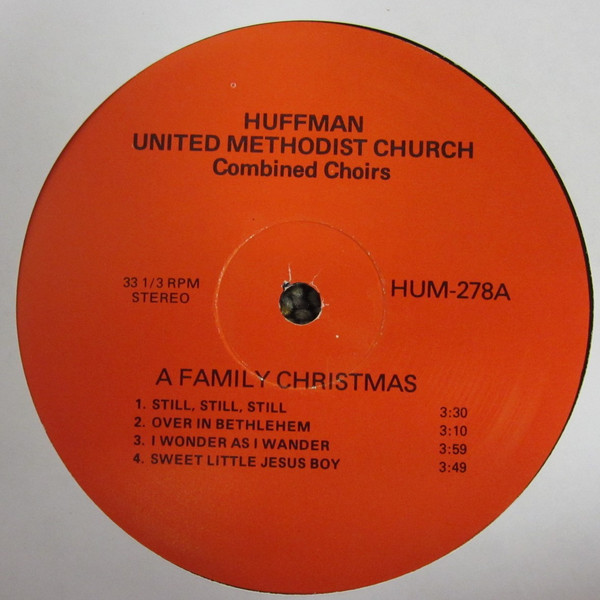 HUFFMAN
UNITED METHODIST CHURCH
Combined Choirs
33 1/3 RPM
STEREO
HUM-278A
A FAMILY CHRISTMAS
1. STILL, STILL, STILL 3:30
2. OVER IN BETHLEHEM 3:10
3. I WONDER AS I WANDER 3:59
4. SWEET LITTLE JESUS BOY 3:49